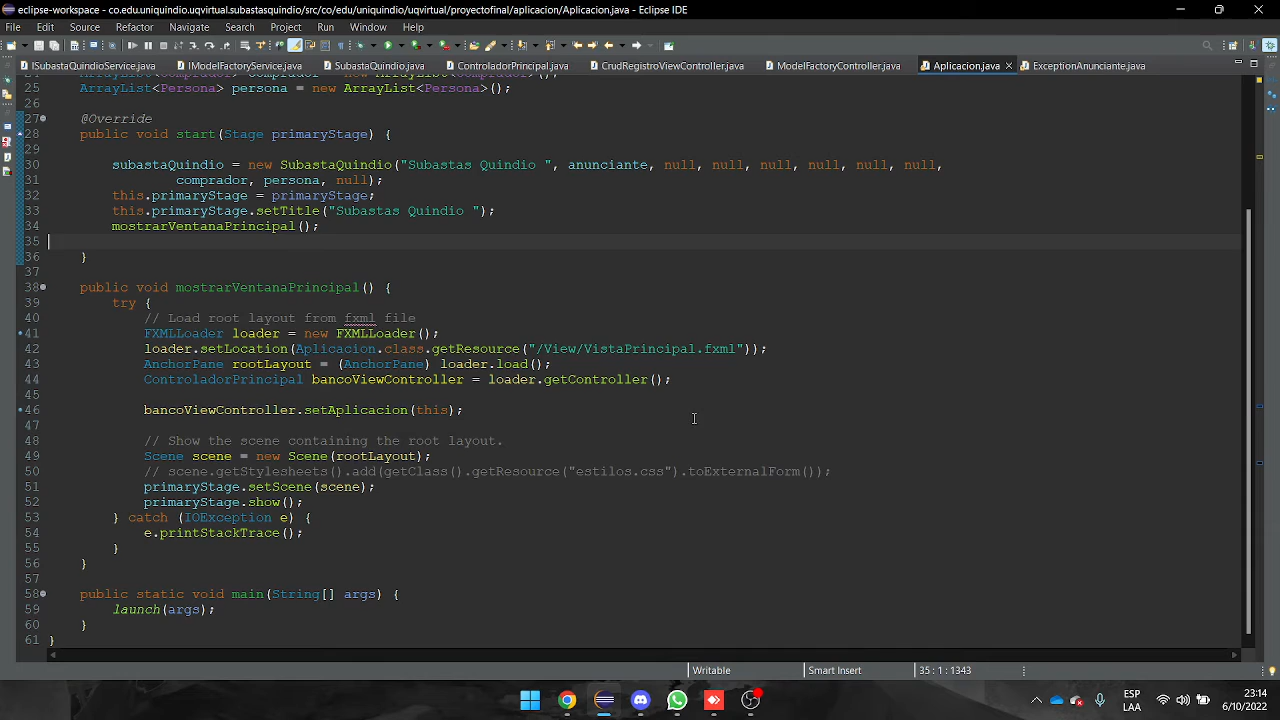 eclipse-workspace - co.edu.uniquindio.uqvirtual.subastasquindio/src/co/edu/uniquindio/uqvirtual/proyectofinal/aplicacion/Aplicacion.java - Eclipse IDE
File Edit Source Refactor Navigate Search Project Run Window Help
ISubastaQuindioService.java IModelFactoryService.java SubastaQuindio.java ControladorPrincipal.java CrudRegistroViewController.java ModelFactoryController.java Aplicacion.java ExceptionAnunciante.java
24 ArrayList<Comprador> comprador = new ArrayList<Comprador>();
25 ArrayList<Persona> persona = new ArrayList<Persona>();
26
27 @Override
28 public void start(Stage primaryStage) {
29
30 subastaQuindio = new SubastaQuindio("Subastas Quindio ", anunciante, null, null, null, null, null, null,
31 comprador, persona, null);
32 this.primaryStage = primaryStage;
33 this.primaryStage.setTitle("Subastas Quindio ");
34 mostrarVentanaPrincipal();
35
36 }
37
38 public void mostrarVentanaPrincipal() {
39 try {
40 // Load root layout from fxml file
41 FXMLLoader loader = new FXMLLoader();
42 loader.setLocation(Aplicacion.class.getResource("/View/VistaPrincipal.fxml"));
43 AnchorPane rootLayout = (AnchorPane) loader.load();
44 ControladorPrincipal bancoViewController = loader.getController();
45
46 bancoViewController.setAplicacion(this);
47
48 // Show the scene containing the root layout.
49 Scene scene = new Scene(rootLayout);
50 // scene.getStylesheets().add(getClass().getResource("estilos.css").toExternalForm());
51 primaryStage.setScene(scene);
52 primaryStage.show();
53 } catch (IOException e) {
54 e.printStackTrace();
55 }
56 }
57
58 public static void main(String[] args) {
59 launch(args);
60 }
61 }
Writable Smart Insert 35 : 1 : 1343
ESP 23:14
LAA 6/10/2022